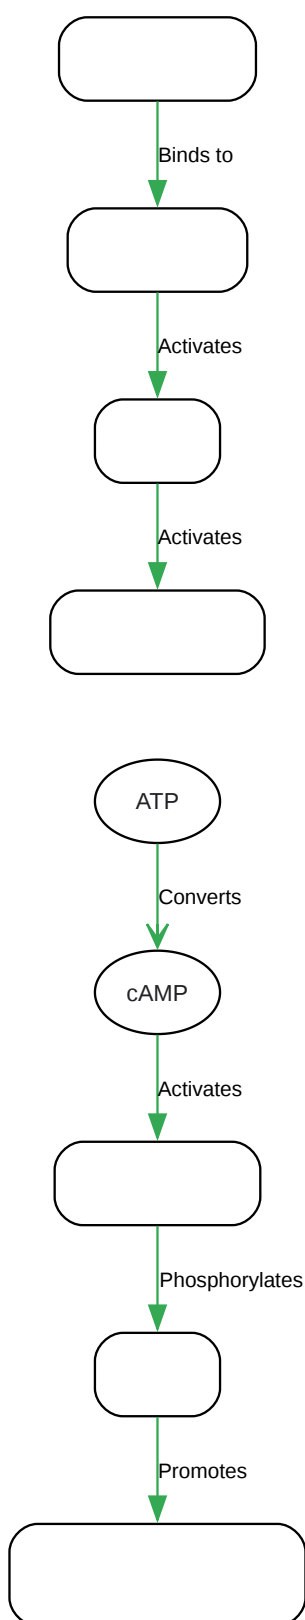 Binds to
Activates
Activates
ATP
Converts
cAMP
Activates
Phosphorylates
Promotes